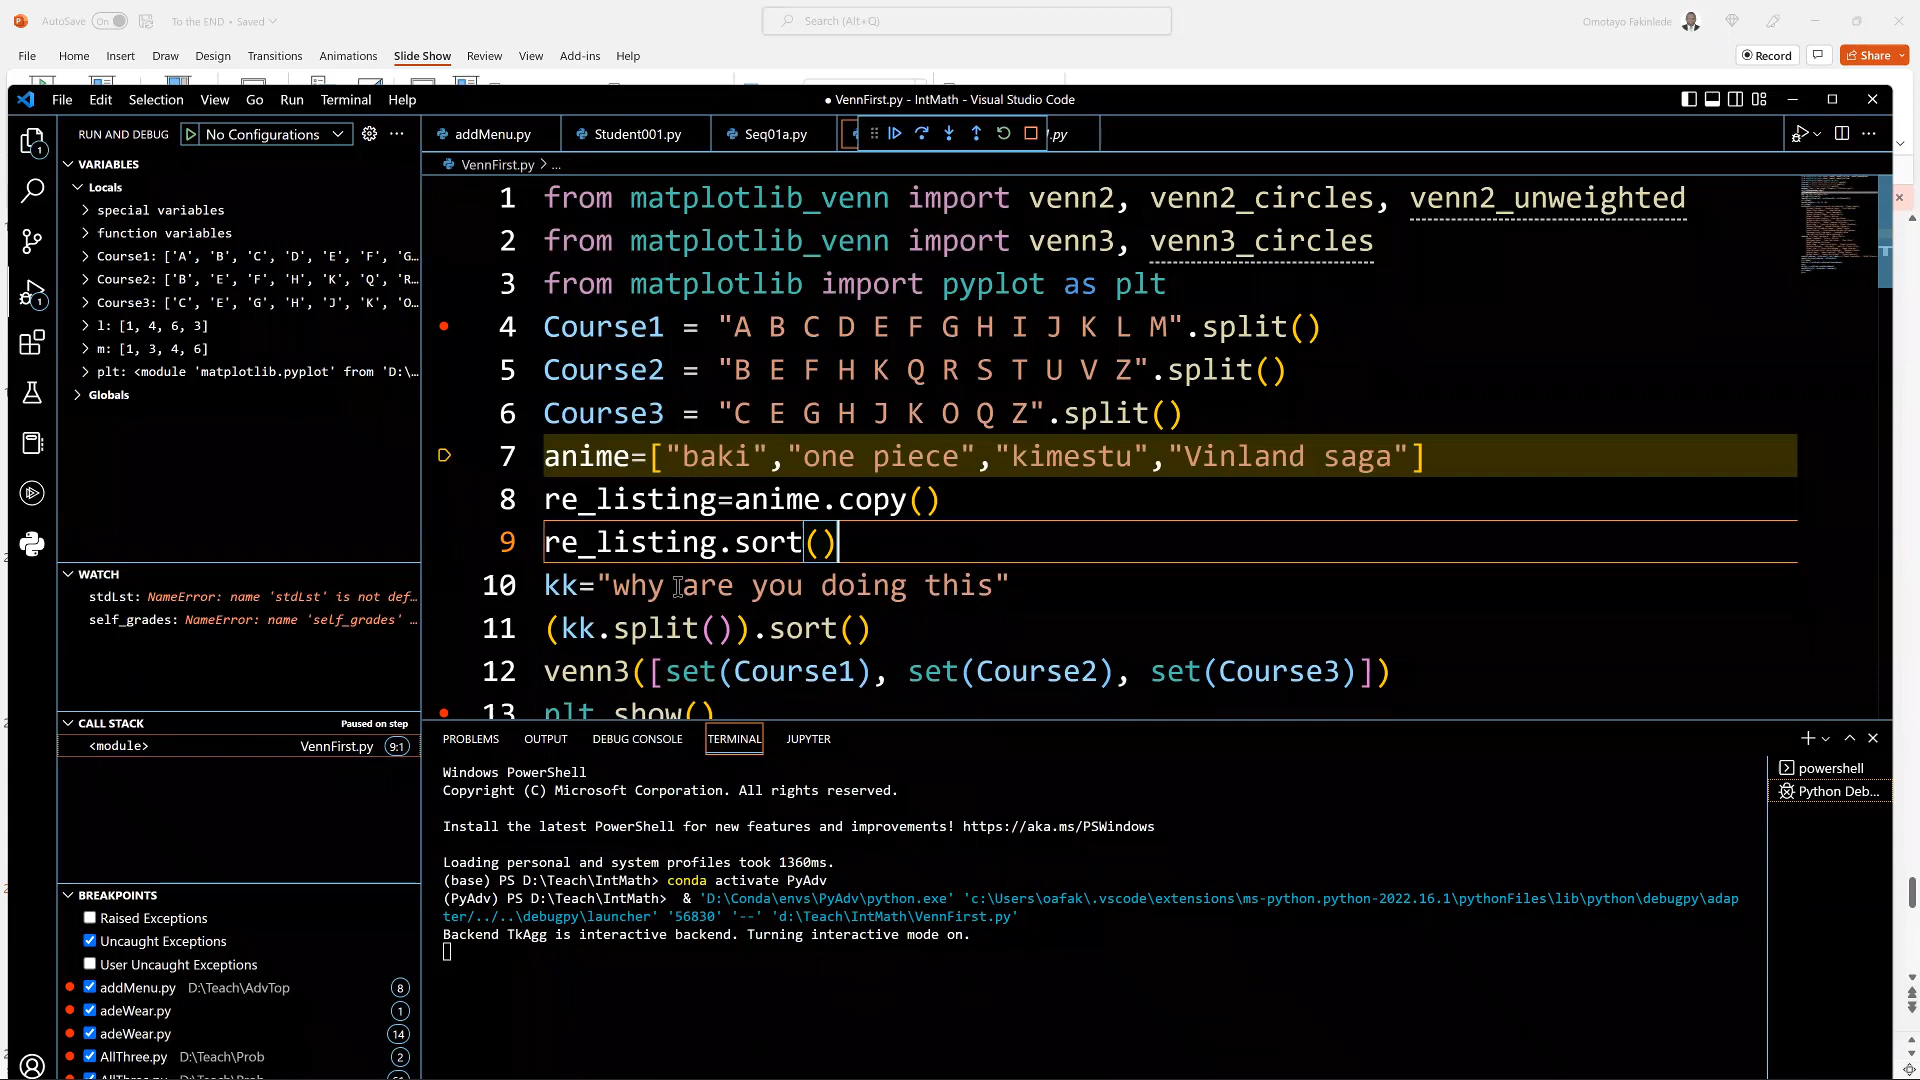 AutoSave On To the END • Saved Search (Alt+Q) Omotayo Fakinlede
File Home Insert Draw Design Transitions Animations Slide Show Review View Add-ins Help Record Share
File Edit Selection View Go Run Terminal Help ● VennFirst.py - IntMath - Visual Studio Code
RUN AND DEBUG No Configurations
addMenu.py Student001.py Seq01a.py .py
VARIABLES
Locals
special variables
function variables
Course1: ['A', 'B', 'C', 'D', 'E', 'F', 'G…
Course2: ['B', 'E', 'F', 'H', 'K', 'Q', 'R…
Course3: ['C', 'E', 'G', 'H', 'J', 'K', 'O…
l: [1, 4, 6, 3]
m: [1, 3, 4, 6]
plt: <module 'matplotlib.pyplot' from 'D:\…
Globals
WATCH
stdLst: NameError: name 'stdLst' is not def…
self_grades: NameError: name 'self_grades' …
CALL STACK Paused on step
<module> VennFirst.py 9:1
BREAKPOINTS
Raised Exceptions
Uncaught Exceptions
User Uncaught Exceptions
addMenu.py D:\Teach\AdvTop 8
adeWear.py 1
adeWear.py 14
AllThree.py D:\Teach\Prob 2
AllThree.py D:\Teach\Prob
VennFirst.py > ...
1 from matplotlib_venn import venn2, venn2_circles, venn2_unweighted
2 from matplotlib_venn import venn3, venn3_circles
3 from matplotlib import pyplot as plt
4 Course1 = "A B C D E F G H I J K L M".split()
5 Course2 = "B E F H K Q R S T U V Z".split()
6 Course3 = "C E G H J K O Q Z".split()
7 anime=["baki","one piece","kimestu","Vinland saga"]
8 re_listing=anime.copy()
9 re_listing.sort()
10 kk="why are you doing this"
11 (kk.split()).sort()
12 venn3([set(Course1), set(Course2), set(Course3)])
13 plt.show()
PROBLEMS OUTPUT DEBUG CONSOLE TERMINAL JUPYTER
Windows PowerShell
Copyright (C) Microsoft Corporation. All rights reserved.
Install the latest PowerShell for new features and improvements! https://aka.ms/PSWindows
Loading personal and system profiles took 1360ms.
(base) PS D:\Teach\IntMath> conda activate PyAdv
(PyAdv) PS D:\Teach\IntMath>  & 'D:\Conda\envs\PyAdv\python.exe' 'c:\Users\oafak\.vscode\extensions\ms-python.python-2022.16.1\pythonFiles\lib\python\debugpy\adap
ter/../..\debugpy\launcher' '56830' '--' 'd:\Teach\IntMath\VennFirst.py'
Backend TkAgg is interactive backend. Turning interactive mode on.
powershell
Python Deb...